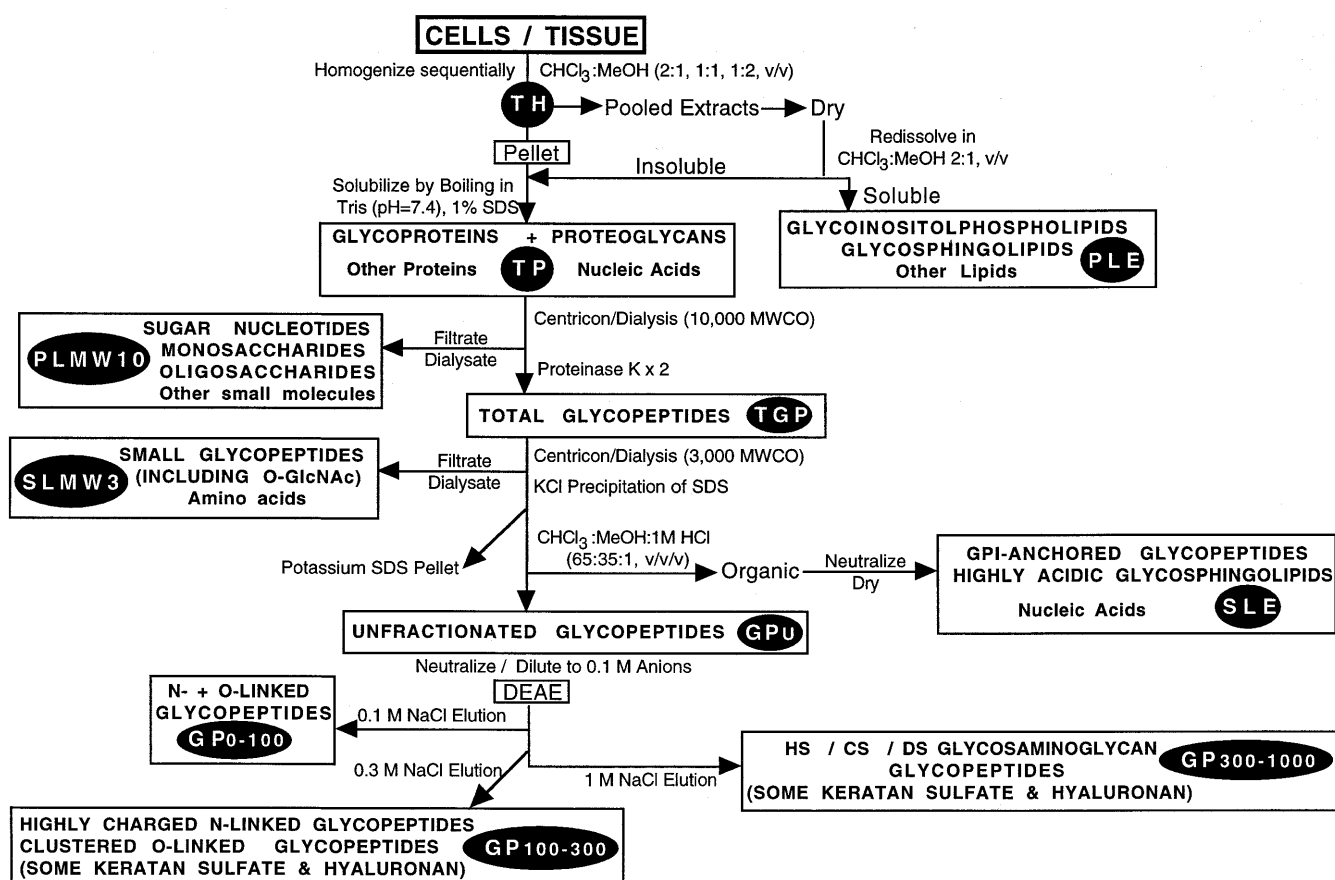 CELLS / TISSUE
Homogenize sequentially
CHCl3:MeOH (2:1, 1:1, 1:2, v/v)
TH
Pooled Extracts
Dry
Redissolve in
CHCl3:MeOH 2:1, v/v
Pellet
Insoluble
Soluble
Solubilize by Boiling in
Tris (pH=7.4), 1% SDS
GLYCOPROTEINS + PROTEOGLYCANS
Other Proteins
TP
Nucleic Acids
GLYCOINOSITOLPHOSPHOLIPIDS
GLYCOSPHINGOLIPIDS
Other Lipids
PLE
Centricon/Dialysis (10,000 MWCO)
Filtrate
Dialysate
SUGAR NUCLEOTIDES
MONOSACCHARIDES
OLIGOSACCHARIDES
Other small molecules
PLMW10
Proteinase K x 2
TOTAL GLYCOPEPTIDES
TGP
Centricon/Dialysis (3,000 MWCO)
Filtrate
Dialysate
SMALL GLYCOPEPTIDES
(INCLUDING O-GlcNAc)
Amino acids
SLMW3
KCl Precipitation of SDS
Potassium SDS Pellet
CHCl3:MeOH:1M HCl
(65:35:1, v/v/v)
Organic
Neutralize
Dry
GPI-ANCHORED GLYCOPEPTIDES
HIGHLY ACIDIC GLYCOSPHINGOLIPIDS
Nucleic Acids
SLE
UNFRACTIONATED GLYCOPEPTIDES
GPU
Neutralize / Dilute to 0.1 M Anions
DEAE
N- + O-LINKED
GLYCOPEPTIDES
GP0-100
0.1 M NaCl Elution
0.3 M NaCl Elution
1 M NaCl Elution
HS / CS / DS GLYCOSAMINOGLYCAN
GLYCOPEPTIDES
(SOME KERATAN SULFATE & HYALURONAN)
GP300-1000
HIGHLY CHARGED N-LINKED GLYCOPEPTIDES
CLUSTERED O-LINKED GLYCOPEPTIDES
(SOME KERATAN SULFATE & HYALURONAN)
GP100-300